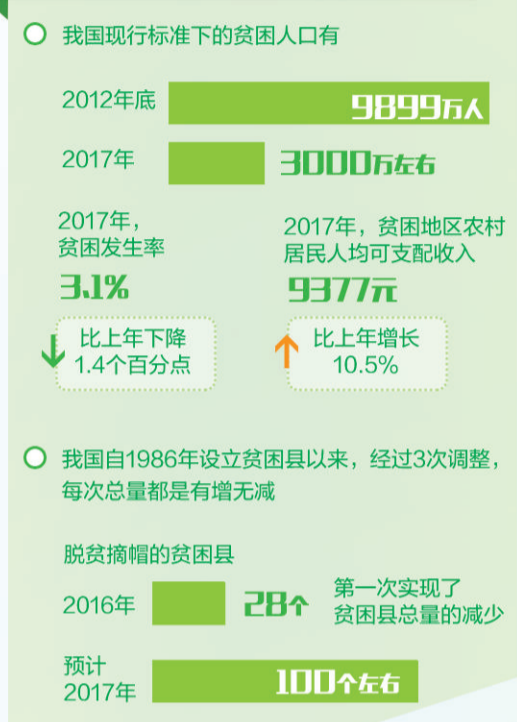 我国现行标准下的贫困人口有
2012年底 9899万人
2017年 3000万左右
2017年，
贫困发生率
3.1%
比上年下降
1.4个百分点
2017年，贫困地区农村
居民人均可支配收入
9377元
比上年增长
10.5%
我国自1986年设立贫困县以来，经过3次调整，
每次总量都是有增无减
脱贫摘帽的贫困县
2016年 28个
第一次实现了
贫困县总量的减少
预计
2017年 100个左右